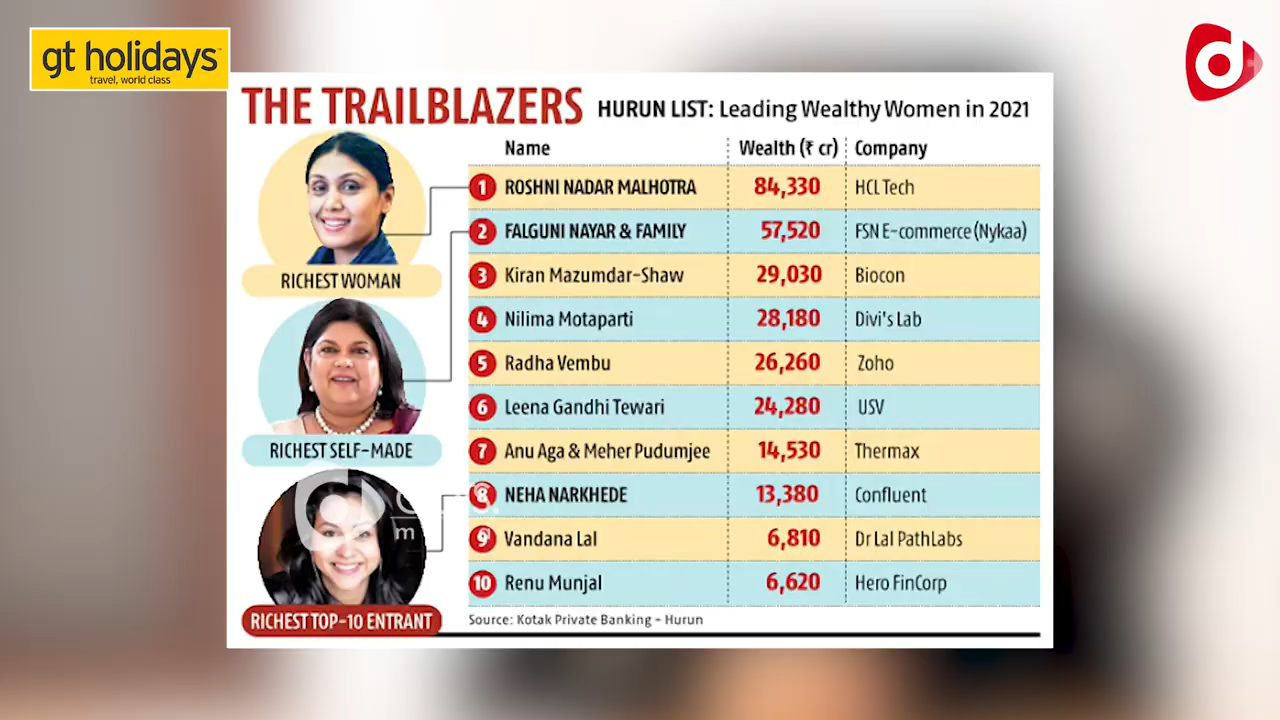 gt holidays
travel, world class
d
THE TRAILBLAZERS HURUN LIST: Leading Wealthy Women in 2021
Name Wealth (₹ cr) Company
1 ROSHNI NADAR MALHOTRA 84,330 HCL Tech
2 FALGUNI NAYAR & FAMILY 57,520 FSN E-commerce (Nykaa)
RICHEST WOMAN
3 Kiran Mazumdar-Shaw 29,030 Biocon
4 Nilima Motaparti 28,180 Divi's Lab
5 Radha Vembu 26,260 Zoho
6 Leena Gandhi Tewari 24,280 USV
RICHEST SELF-MADE
7 Anu Aga & Meher Pudumjee 14,530 Thermax
8 NEHA NARKHEDE 13,380 Confluent
9 Vandana Lal 6,810 Dr Lal PathLabs
10 Renu Munjal 6,620 Hero FinCorp
RICHEST TOP-10 ENTRANT
Source: Kotak Private Banking - Hurun